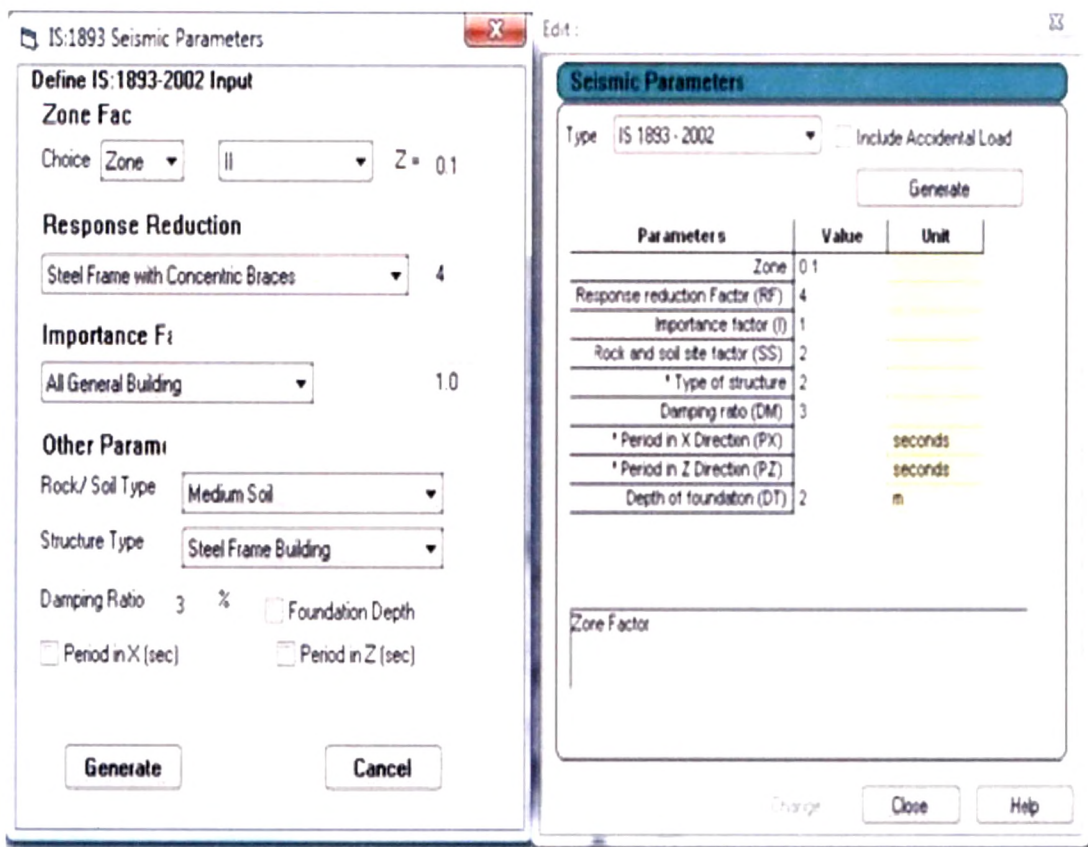 IS:1893 Seismic Parameters
X
Define IS:1893-2002 Input
Zone Fac
Choice Zone II Z = 0.1
Response Reduction
Steel Frame with Concentric Braces 4
Importance Fa
All General Building 1.0
Other Param
Rock/ Soil Type Medium Soil
Structure Type Steel Frame Building
Damping Ratio 3 % Foundation Depth
Period in X (sec) Period in Z (sec)
Generate Cancel
Edit :
Seismic Parameters
Type IS 1893 - 2002 Include Accidental Load
Generate
Parameters Value Unit
Zone 0.1
Response reduction Factor (RF) 4
Importance factor (I) 1
Rock and soil site factor (SS) 2
* Type of structure 2
Damping ratio (DM) 3
* Period in X Direction (PX) seconds
* Period in Z Direction (PZ) seconds
Depth of foundation (DT) 2 m
Zone Factor
Change Close Help